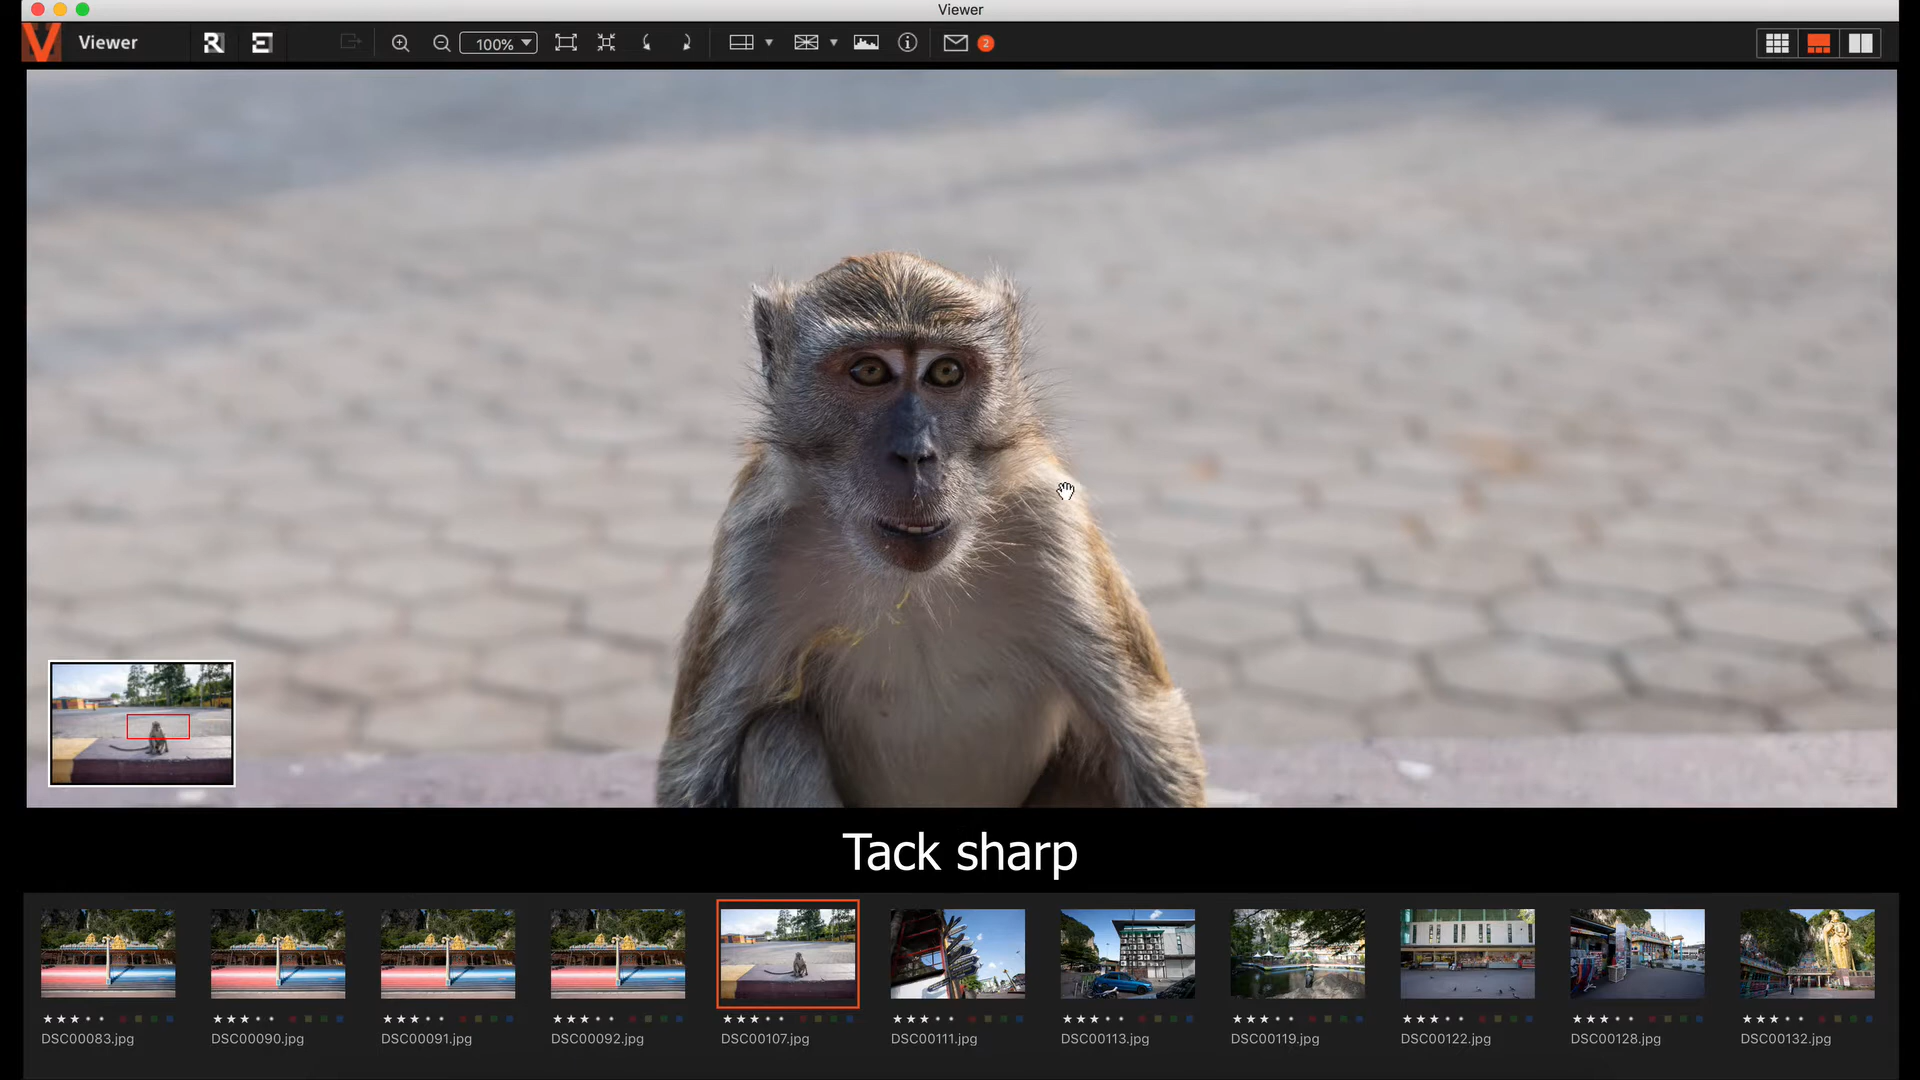 Viewer
V Viewer R E 100% 2
Tack sharp
DSC00083.jpg DSC00090.jpg DSC00091.jpg DSC00092.jpg DSC00107.jpg DSC00111.jpg DSC00113.jpg DSC00119.jpg DSC00122.jpg DSC00128.jpg DSC00132.jpg